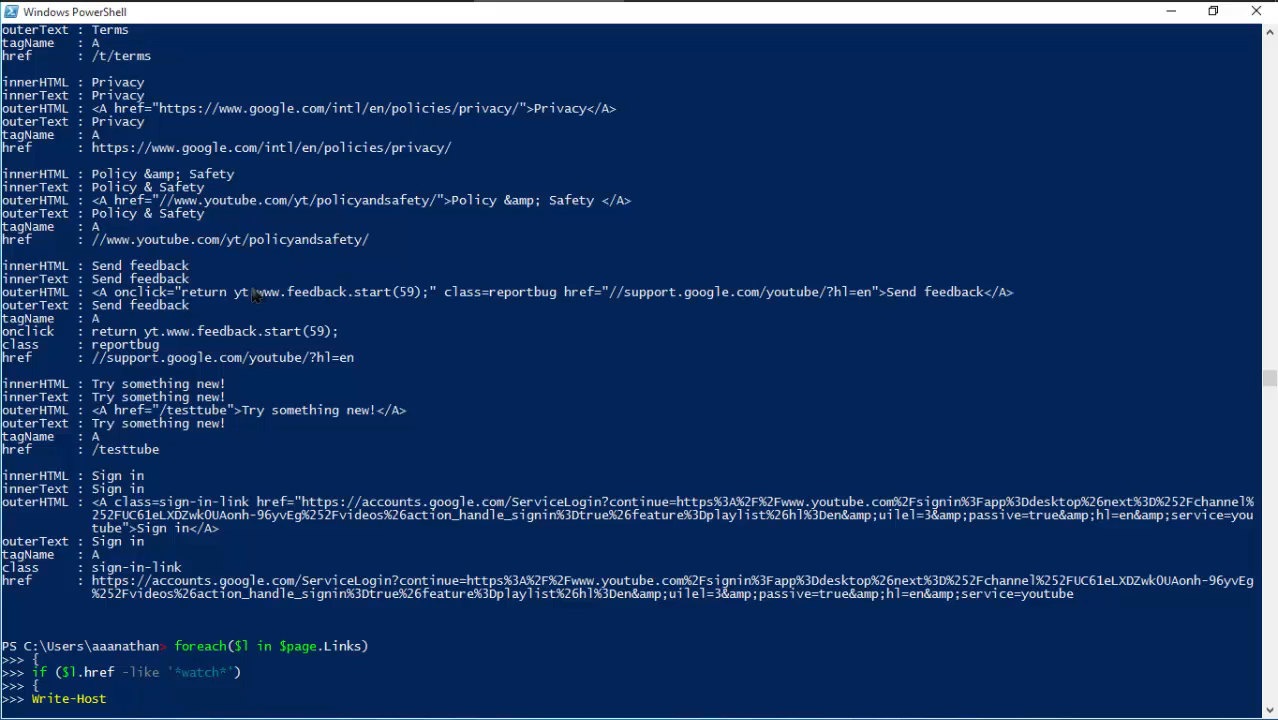 Windows PowerShell
outerText : Terms
tagName : A
href : /t/terms
innerHTML : Privacy
innerText : Privacy
outerHTML : <A href="https://www.google.com/intl/en/policies/privacy/">Privacy</A>
outerText : Privacy
tagName : A
href : https://www.google.com/intl/en/policies/privacy/
innerHTML : Policy &amp; Safety
innerText : Policy & Safety
outerHTML : <A href="//www.youtube.com/yt/policyandsafety/">Policy &amp; Safety </A>
outerText : Policy & Safety
tagName : A
href : //www.youtube.com/yt/policyandsafety/
innerHTML : Send feedback
innerText : Send feedback
outerHTML : <A onclick="return yt.www.feedback.start(59);" class=reportbug href="//support.google.com/youtube/?hl=en">Send feedback</A>
outerText : Send feedback
tagName : A
onclick : return yt.www.feedback.start(59);
class : reportbug
href : //support.google.com/youtube/?hl=en
innerHTML : Try something new!
innerText : Try something new!
outerHTML : <A href="/testtube">Try something new!</A>
outerText : Try something new!
tagName : A
href : /testtube
innerHTML : Sign in
innerText : Sign in
outerHTML : <A class=sign-in-link href="https://accounts.google.com/ServiceLogin?continue=https%3A%2F%2Fwww.youtube.com%2Fsignin%3Fapp%3Ddesktop%26next%3D%252Fchannel%
252FUC61eLXDZwkOUAonh-96yvEg%252Fvideos%26action_handle_signin%3Dtrue%26feature%3Dplaylist%26hl%3Den&amp;uilel=3&amp;passive=true&amp;hl=en&amp;service=you
tube">Sign in</A>
outerText : Sign in
tagName : A
class : sign-in-link
href : https://accounts.google.com/ServiceLogin?continue=https%3A%2F%2Fwww.youtube.com%2Fsignin%3Fapp%3Ddesktop%26next%3D%252Fchannel%252FUC61eLXDZwkOUAonh-96yvEg
%252Fvideos%26action_handle_signin%3Dtrue%26feature%3Dplaylist%26hl%3Den&amp;uilel=3&amp;passive=true&amp;hl=en&amp;service=youtube
PS C:\Users\aaanathan> foreach($l in $page.Links)
>>> {
>>> if ($l.href -like '*watch*')
>>> {
>>> Write-Host